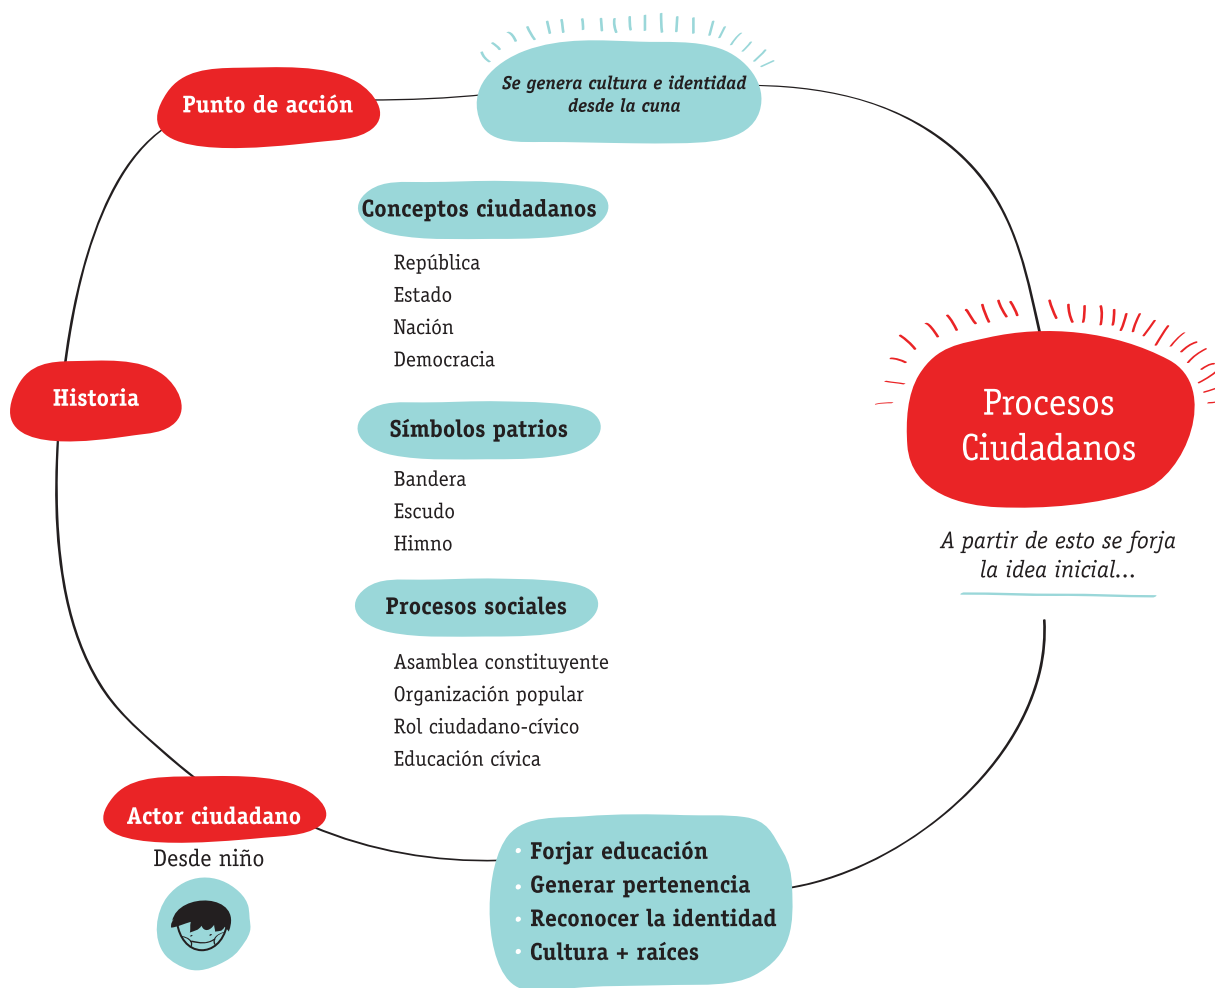 Se genera cultura e identidad
desde la cuna
Punto de acción
Conceptos ciudadanos
República
Estado
Nación
Democracia
Historia
Símbolos patrios
Bandera
Escudo
Himno
Procesos
Ciudadanos
A partir de esto se forja
la idea inicial...
Procesos sociales
Asamblea constituyente
Organización popular
Rol ciudadano-cívico
Educación cívica
Actor ciudadano
Desde niño
• Forjar educación
• Generar pertenencia
• Reconocer la identidad
• Cultura + raíces